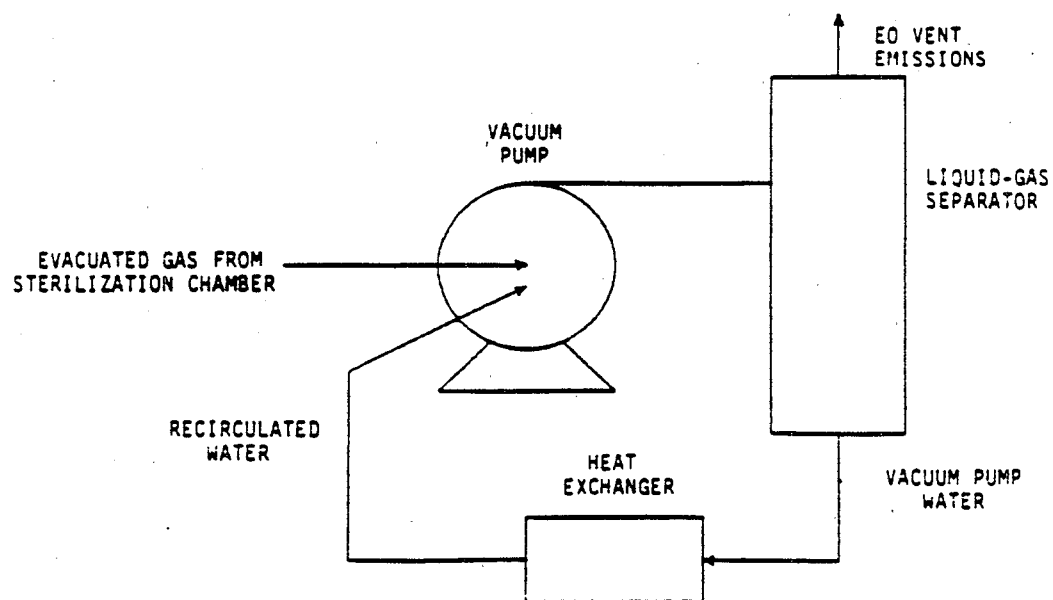 EO VENT
EMISSIONS
VACUUM
PUMP
LIQUID-GAS
SEPARATOR
EVACUATED GAS FROM
STERILIZATION CHAMBER
RECIRCULATED
WATER
HEAT
EXCHANGER
VACUUM PUMP
WATER